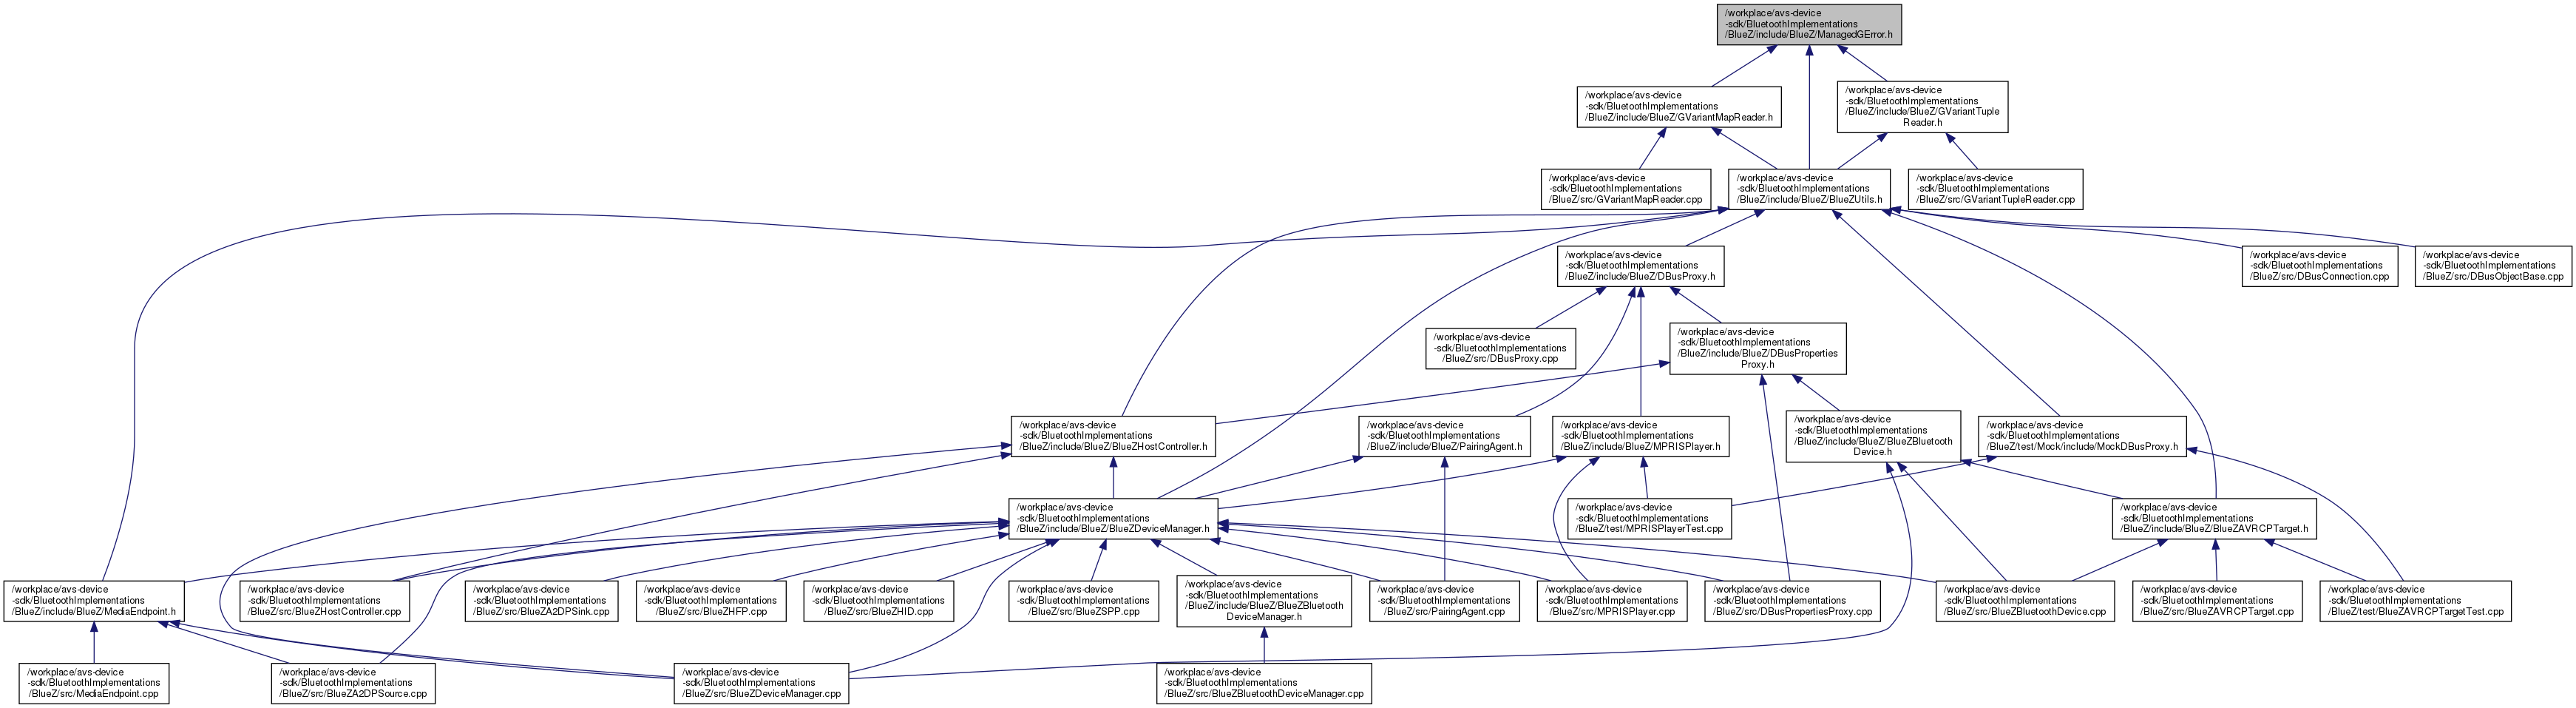 /workplace/avs-device
-sdk/BluetoothImplementations
/BlueZ/include/BlueZ/ManagedGError.h
/workplace/avs-device
-sdk/BluetoothImplementations
/BlueZ/include/BlueZ/GVariantMapReader.h
/workplace/avs-device
-sdk/BluetoothImplementations
/BlueZ/include/BlueZ/GVariantTuple
Reader.h
/workplace/avs-device
-sdk/BluetoothImplementations
/BlueZ/src/GVariantMapReader.cpp
/workplace/avs-device
-sdk/BluetoothImplementations
/BlueZ/include/BlueZ/BlueZUtils.h
/workplace/avs-device
-sdk/BluetoothImplementations
/BlueZ/src/GVariantTupleReader.cpp
/workplace/avs-device
-sdk/BluetoothImplementations
/BlueZ/include/BlueZ/DBusProxy.h
/workplace/avs-device
-sdk/BluetoothImplementations
/BlueZ/src/DBusConnection.cpp
/workplace/avs-device
-sdk/BluetoothImplementations
/BlueZ/src/DBusObjectBase.cpp
/workplace/avs-device
-sdk/BluetoothImplementations
/BlueZ/src/DBusProxy.cpp
/workplace/avs-device
-sdk/BluetoothImplementations
/BlueZ/include/BlueZ/DBusProperties
Proxy.h
/workplace/avs-device
-sdk/BluetoothImplementations
/BlueZ/include/BlueZ/BlueZHostController.h
/workplace/avs-device
-sdk/BluetoothImplementations
/BlueZ/include/BlueZ/PairingAgent.h
/workplace/avs-device
-sdk/BluetoothImplementations
/BlueZ/include/BlueZ/MPRISPlayer.h
/workplace/avs-device
-sdk/BluetoothImplementations
/BlueZ/include/BlueZ/BlueZBluetooth
Device.h
/workplace/avs-device
-sdk/BluetoothImplementations
/BlueZ/test/Mock/include/MockDBusProxy.h
/workplace/avs-device
-sdk/BluetoothImplementations
/BlueZ/include/BlueZ/BlueZDeviceManager.h
/workplace/avs-device
-sdk/BluetoothImplementations
/BlueZ/test/MPRISPlayerTest.cpp
/workplace/avs-device
-sdk/BluetoothImplementations
/BlueZ/include/BlueZ/BlueZAVRCPTarget.h
/workplace/avs-device
-sdk/BluetoothImplementations
/BlueZ/include/BlueZ/MediaEndpoint.h
/workplace/avs-device
-sdk/BluetoothImplementations
/BlueZ/src/BlueZHostController.cpp
/workplace/avs-device
-sdk/BluetoothImplementations
/BlueZ/src/BlueZA2DPSink.cpp
/workplace/avs-device
-sdk/BluetoothImplementations
/BlueZ/src/BlueZHFP.cpp
/workplace/avs-device
-sdk/BluetoothImplementations
/BlueZ/src/BlueZHID.cpp
/workplace/avs-device
-sdk/BluetoothImplementations
/BlueZ/src/BlueZSPP.cpp
/workplace/avs-device
-sdk/BluetoothImplementations
/BlueZ/include/BlueZ/BlueZBluetooth
DeviceManager.h
/workplace/avs-device
-sdk/BluetoothImplementations
/BlueZ/src/PairingAgent.cpp
/workplace/avs-device
-sdk/BluetoothImplementations
/BlueZ/src/MPRISPlayer.cpp
/workplace/avs-device
-sdk/BluetoothImplementations
/BlueZ/src/DBusPropertiesProxy.cpp
/workplace/avs-device
-sdk/BluetoothImplementations
/BlueZ/src/BlueZBluetoothDevice.cpp
/workplace/avs-device
-sdk/BluetoothImplementations
/BlueZ/src/BlueZAVRCPTarget.cpp
/workplace/avs-device
-sdk/BluetoothImplementations
/BlueZ/test/BlueZAVRCPTargetTest.cpp
/workplace/avs-device
-sdk/BluetoothImplementations
/BlueZ/src/MediaEndpoint.cpp
/workplace/avs-device
-sdk/BluetoothImplementations
/BlueZ/src/BlueZA2DPSource.cpp
/workplace/avs-device
-sdk/BluetoothImplementations
/BlueZ/src/BlueZDeviceManager.cpp
/workplace/avs-device
-sdk/BluetoothImplementations
/BlueZ/src/BlueZBluetoothDeviceManager.cpp